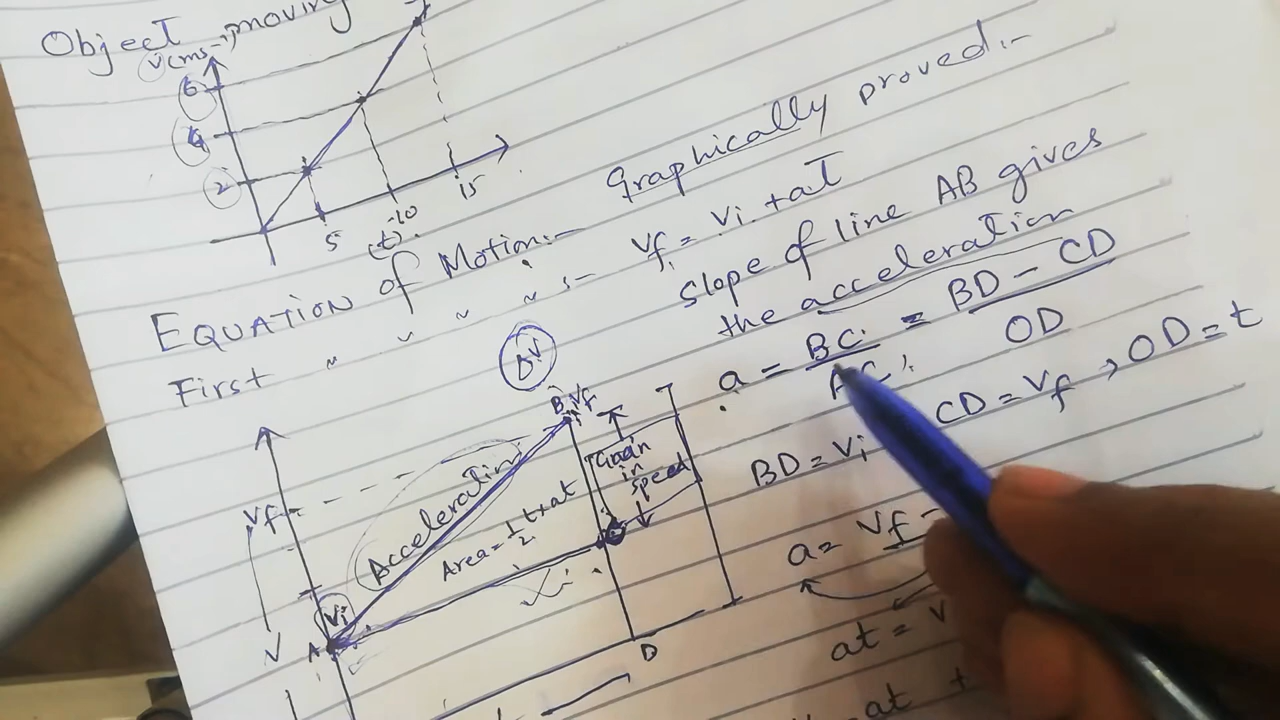 Object moving
v(ms⁻¹)
6
4
2
5
10
15
(t)
EQUATION of Motion:-
Graphically proved:-
First " " " :- Vf = Vi + at
Slope of line AB gives
the acceleration
a = BC / AC = BD - CD / OD
BD = Vi CD = Vf , OD = t
a = Vf -
at = v
at +
ΔV
B Vf
Gain
in
speed
Acceleration
Area = 1/2 t × at
Vf
Vi
V
A
D